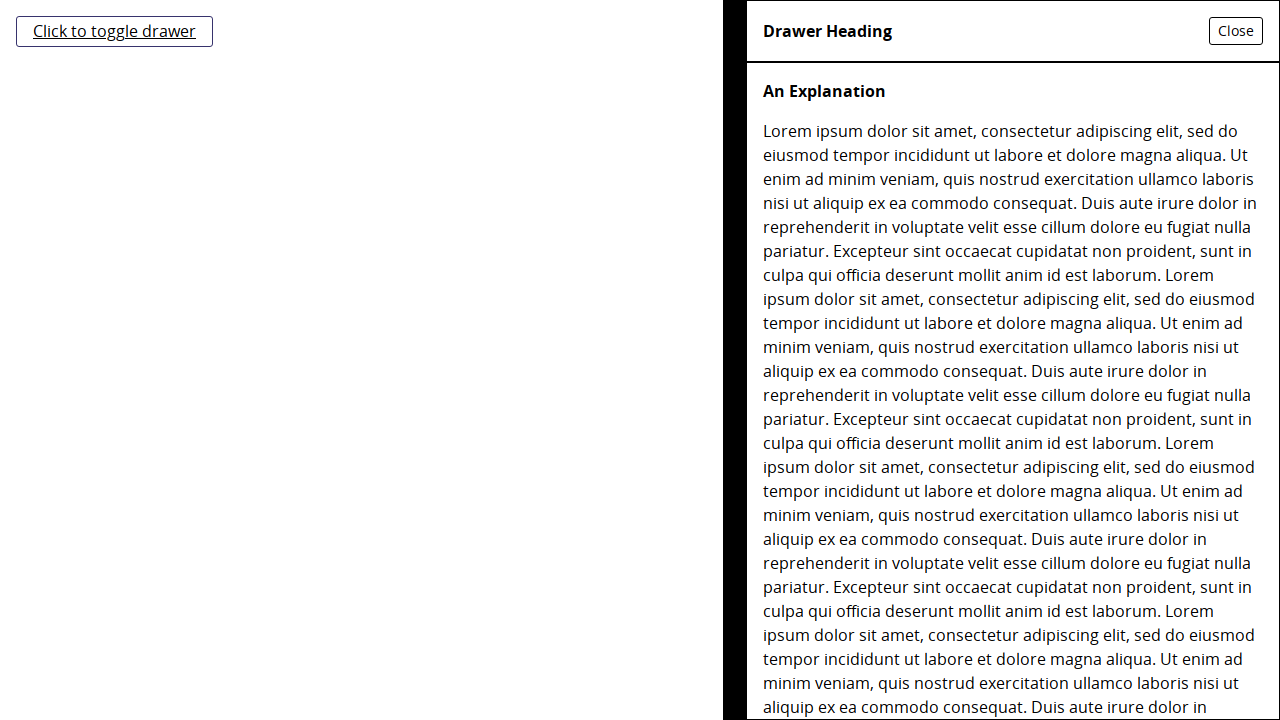 Click to toggle drawer
Drawer Heading
Close
An Explanation
Lorem ipsum dolor sit amet, consectetur adipiscing elit, sed do
eiusmod tempor incididunt ut labore et dolore magna aliqua. Ut
enim ad minim veniam, quis nostrud exercitation ullamco laboris
nisi ut aliquip ex ea commodo consequat. Duis aute irure dolor in
reprehenderit in voluptate velit esse cillum dolore eu fugiat nulla
pariatur. Excepteur sint occaecat cupidatat non proident, sunt in
culpa qui officia deserunt mollit anim id est laborum. Lorem
ipsum dolor sit amet, consectetur adipiscing elit, sed do eiusmod
tempor incididunt ut labore et dolore magna aliqua. Ut enim ad
minim veniam, quis nostrud exercitation ullamco laboris nisi ut
aliquip ex ea commodo consequat. Duis aute irure dolor in
reprehenderit in voluptate velit esse cillum dolore eu fugiat nulla
pariatur. Excepteur sint occaecat cupidatat non proident, sunt in
culpa qui officia deserunt mollit anim id est laborum. Lorem
ipsum dolor sit amet, consectetur adipiscing elit, sed do eiusmod
tempor incididunt ut labore et dolore magna aliqua. Ut enim ad
minim veniam, quis nostrud exercitation ullamco laboris nisi ut
aliquip ex ea commodo consequat. Duis aute irure dolor in
reprehenderit in voluptate velit esse cillum dolore eu fugiat nulla
pariatur. Excepteur sint occaecat cupidatat non proident, sunt in
culpa qui officia deserunt mollit anim id est laborum. Lorem
ipsum dolor sit amet, consectetur adipiscing elit, sed do eiusmod
tempor incididunt ut labore et dolore magna aliqua. Ut enim ad
minim veniam, quis nostrud exercitation ullamco laboris nisi ut
aliquip ex ea commodo consequat. Duis aute irure dolor in